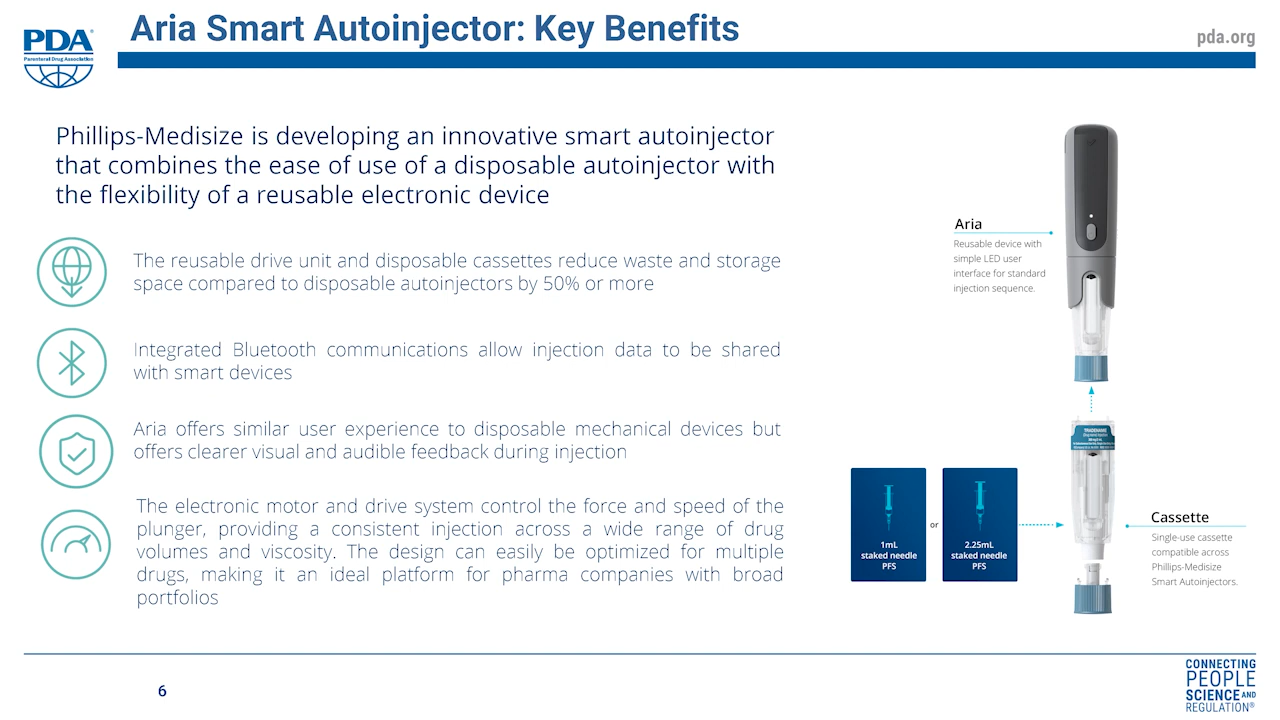 PDA®
Parenteral Drug Association
Aria Smart Autoinjector: Key Benefits
pda.org
Phillips-Medisize is developing an innovative smart autoinjector
that combines the ease of use of a disposable autoinjector with
the flexibility of a reusable electronic device
The reusable drive unit and disposable cassettes reduce waste and storage
space compared to disposable autoinjectors by 50% or more
Integrated Bluetooth communications allow injection data to be shared
with smart devices
Aria offers similar user experience to disposable mechanical devices but
offers clearer visual and audible feedback during injection
The electronic motor and drive system control the force and speed of the
plunger, providing a consistent injection across a wide range of drug
volumes and viscosity. The design can easily be optimized for multiple
drugs, making it an ideal platform for pharma companies with broad
portfolios
Aria
Reusable device with
simple LED user
interface for standard
injection sequence.
TRADENAME
1mL
staked needle
PFS
or
2.25mL
staked needle
PFS
Cassette
Single-use cassette
compatible across
Phillips-Medisize
Smart Autoinjectors.
6
CONNECTING
PEOPLE
SCIENCE AND
REGULATION®